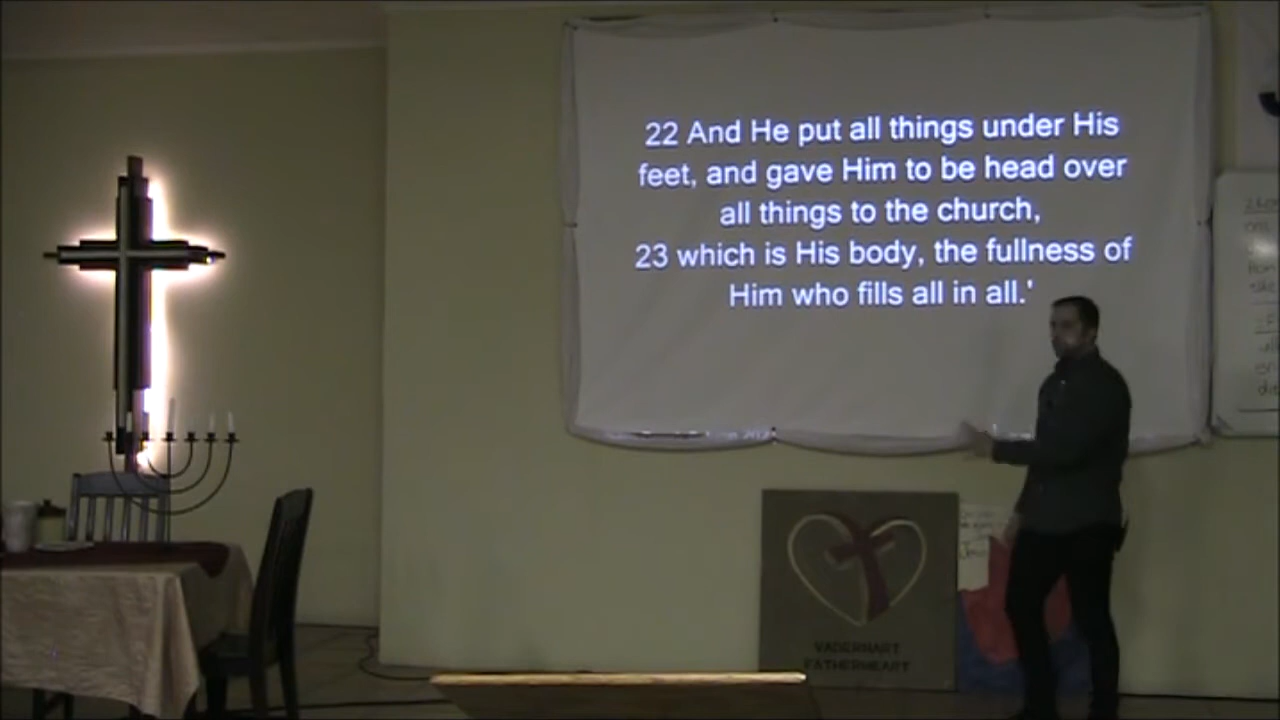 22 And He put all things under His
feet, and gave Him to be head over
all things to the church,
23 which is His body, the fullness of
Him who fills all in all.'
VADERHART
FATHERHEART